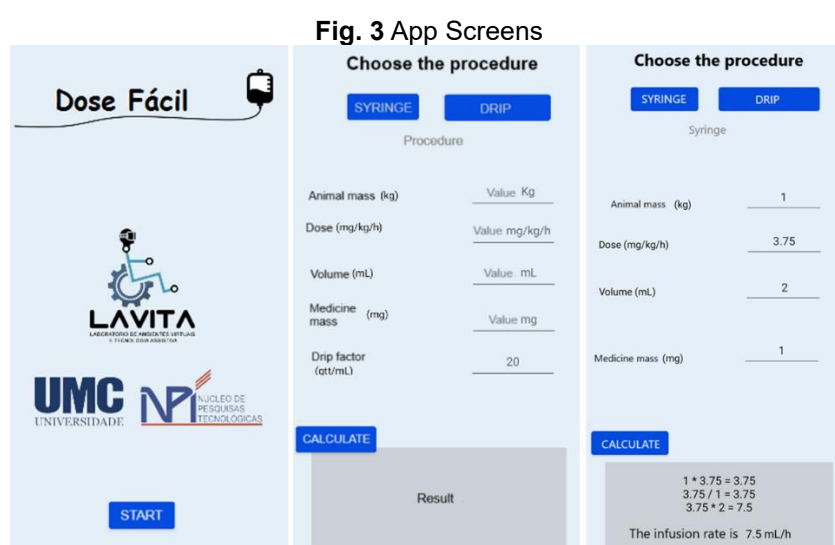 Fig. 3 App Screens
Dose Fácil
LAVITA
LABORATÓRIO DE AMBIENTES VIRTUAIS
E TECNOLOGIA ASSISTIVA
UMC
UNIVERSIDADE
NPT
NÚCLEO DE
PESQUISAS
TECNOLÓGICAS
START
Choose the procedure
SYRINGE DRIP
Procedure
Animal mass (kg) Value Kg
Dose (mg/kg/h) Value mg/kg/h
Volume (mL) Value mL
Medicine
mass (mg) Value mg
Drip factor
(gtt/mL) 20
CALCULATE
Result
Choose the procedure
SYRINGE DRIP
Syringe
Animal mass (kg) 1
Dose (mg/kg/h) 3.75
Volume (mL) 2
Medicine mass (mg) 1
CALCULATE
1 * 3.75 = 3.75
3.75 / 1 = 3.75
3.75 * 2 = 7.5
The infusion rate is 7.5 mL/h